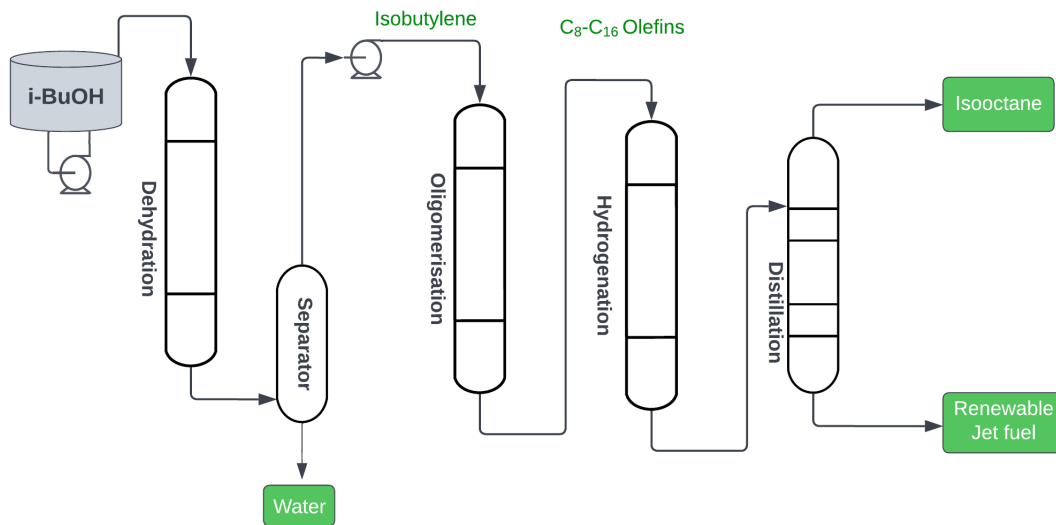 Isobutylene
C₈-C₁₆ Olefins
i-BuOH
Dehydration
Separator
Oligomerisation
Hydrogenation
Distillation
Isooctane
Renewable
Jet fuel
Water